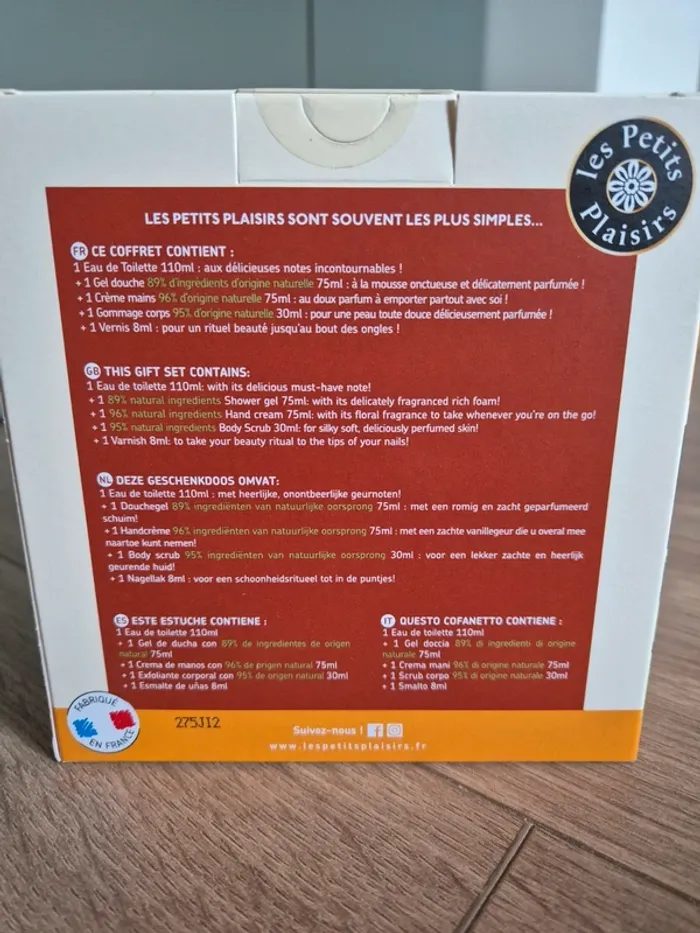 les Petits
Plaisirs
LES PETITS PLAISIRS SONT SOUVENT LES PLUS SIMPLES...
FR CE COFFRET CONTIENT :
1 Eau de Toilette 110ml : aux délicieuses notes incontournables !
+ 1 Gel douche 89% d'ingrédients d'origine naturelle 75ml : à la mousse onctueuse et délicatement parfumée !
+ 1 Crème mains 96% d'origine naturelle 75ml : au doux parfum à emporter partout avec soi !
+ 1 Gommage corps 95% d'origine naturelle 30ml : pour une peau toute douce délicieusement parfumée !
+ 1 Vernis 8ml : pour un rituel beauté jusqu'au bout des ongles !
GB THIS GIFT SET CONTAINS:
1 Eau de toilette 110ml: with its delicious must-have note!
+ 1 89% natural ingredients Shower gel 75ml: with its delicately fragranced rich foam!
+ 1 96% natural ingredients Hand cream 75ml: with its floral fragrance to take whenever you're on the go!
+ 1 95% natural ingredients Body Scrub 30ml: for silky soft, deliciously perfumed skin!
+ 1 Varnish 8ml: to take your beauty ritual to the tips of your nails!
NL DEZE GESCHENKDOOS OMVAT:
1 Eau de toilette 110ml : met heerlijke, onontbeerlijke geurnoten!
+ 1 Douchegel 89% ingrediënten van natuurlijke oorsprong 75ml : met een romig en zacht geparfumeerd
schuim!
+ 1 Handcrème 96% ingrediënten van natuurlijke oorsprong 75ml : met een zachte vanillegeur die u overal mee
naartoe kunt nemen!
+ 1 Body scrub 95% ingrediënten van natuurlijke oorsprong 30ml : voor een lekker zachte en heerlijk
geurende huid!
+ 1 Nagellak 8ml : voor een schoonheidsritueel tot in de puntjes!
ES ESTE ESTUCHE CONTIENE :
1 Eau de toilette 110ml
+ 1 Gel de ducha con 89% de ingredientes de origen
natural 75ml
+ 1 Crema de manos con 96% de origen natural 75ml
+ 1 Exfoliante corporal con 95% de origen natural 30ml
+ 1 Esmalte de uñas 8ml
IT QUESTO COFANETTO CONTIENE :
1 Eau de toilette 110ml
+ 1 Gel doccia 89% di ingredienti di origine
naturale 75ml
+ 1 Crema mani 96% di origine naturale 75ml
+ 1 Scrub corpo 95% di origine naturale 30ml
+ 1 Smalto 8ml
FABRIQUÉ
EN FRANCE
275J12
Suivez-nous !
www.lespetitsplaisirs.fr